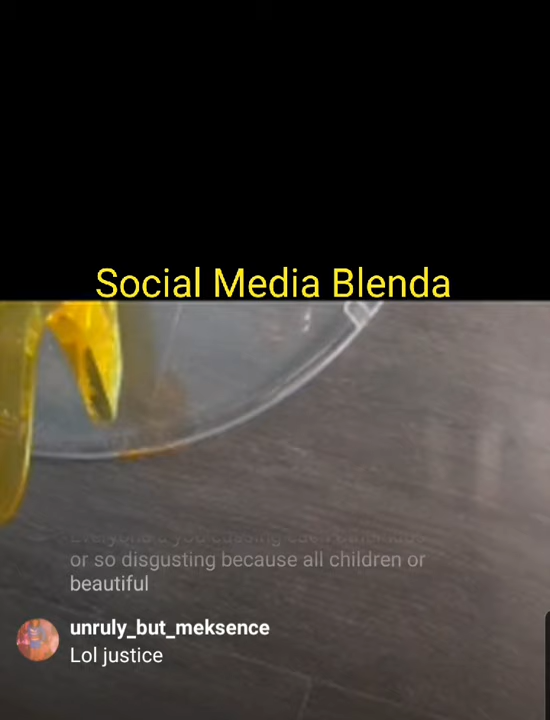 Social Media Blenda
or so disgusting because all children or
beautiful
unruly_but_meksence
Lol justice